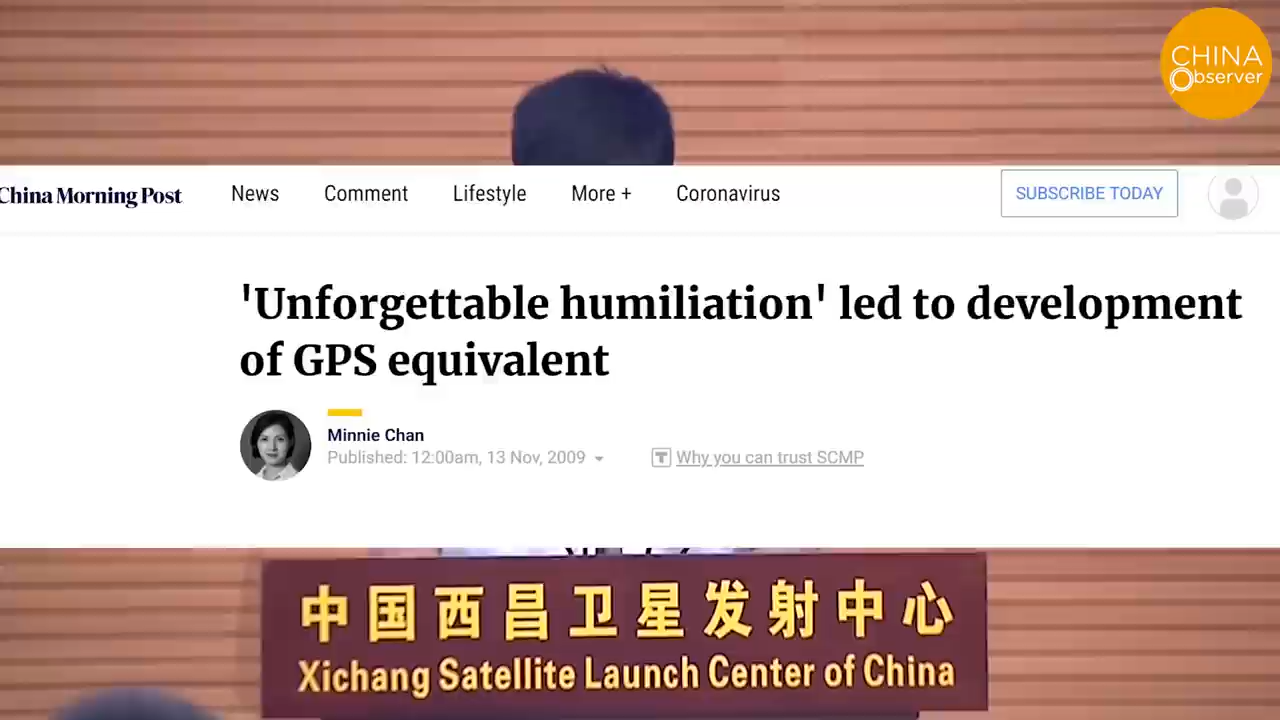 CHINA
Observer
China Morning Post
News
Comment
Lifestyle
More +
Coronavirus
SUBSCRIBE TODAY
'Unforgettable humiliation' led to development
of GPS equivalent
Minnie Chan
Published: 12:00am, 13 Nov, 2009
Why you can trust SCMP
中国西昌卫星发射中心
Xichang Satellite Launch Center of China